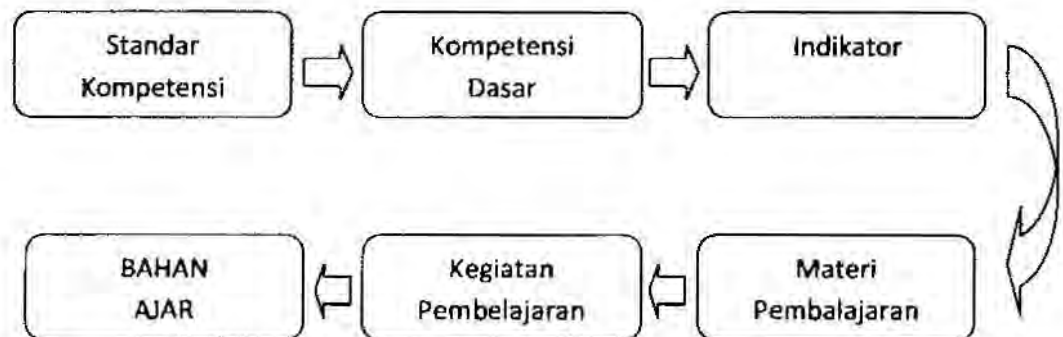 Standar
Kompetensi
Kompetensi
Dasar
Indikator
Materi
Pembalajaran
Kegiatan
Pembelajaran
BAHAN
AJAR